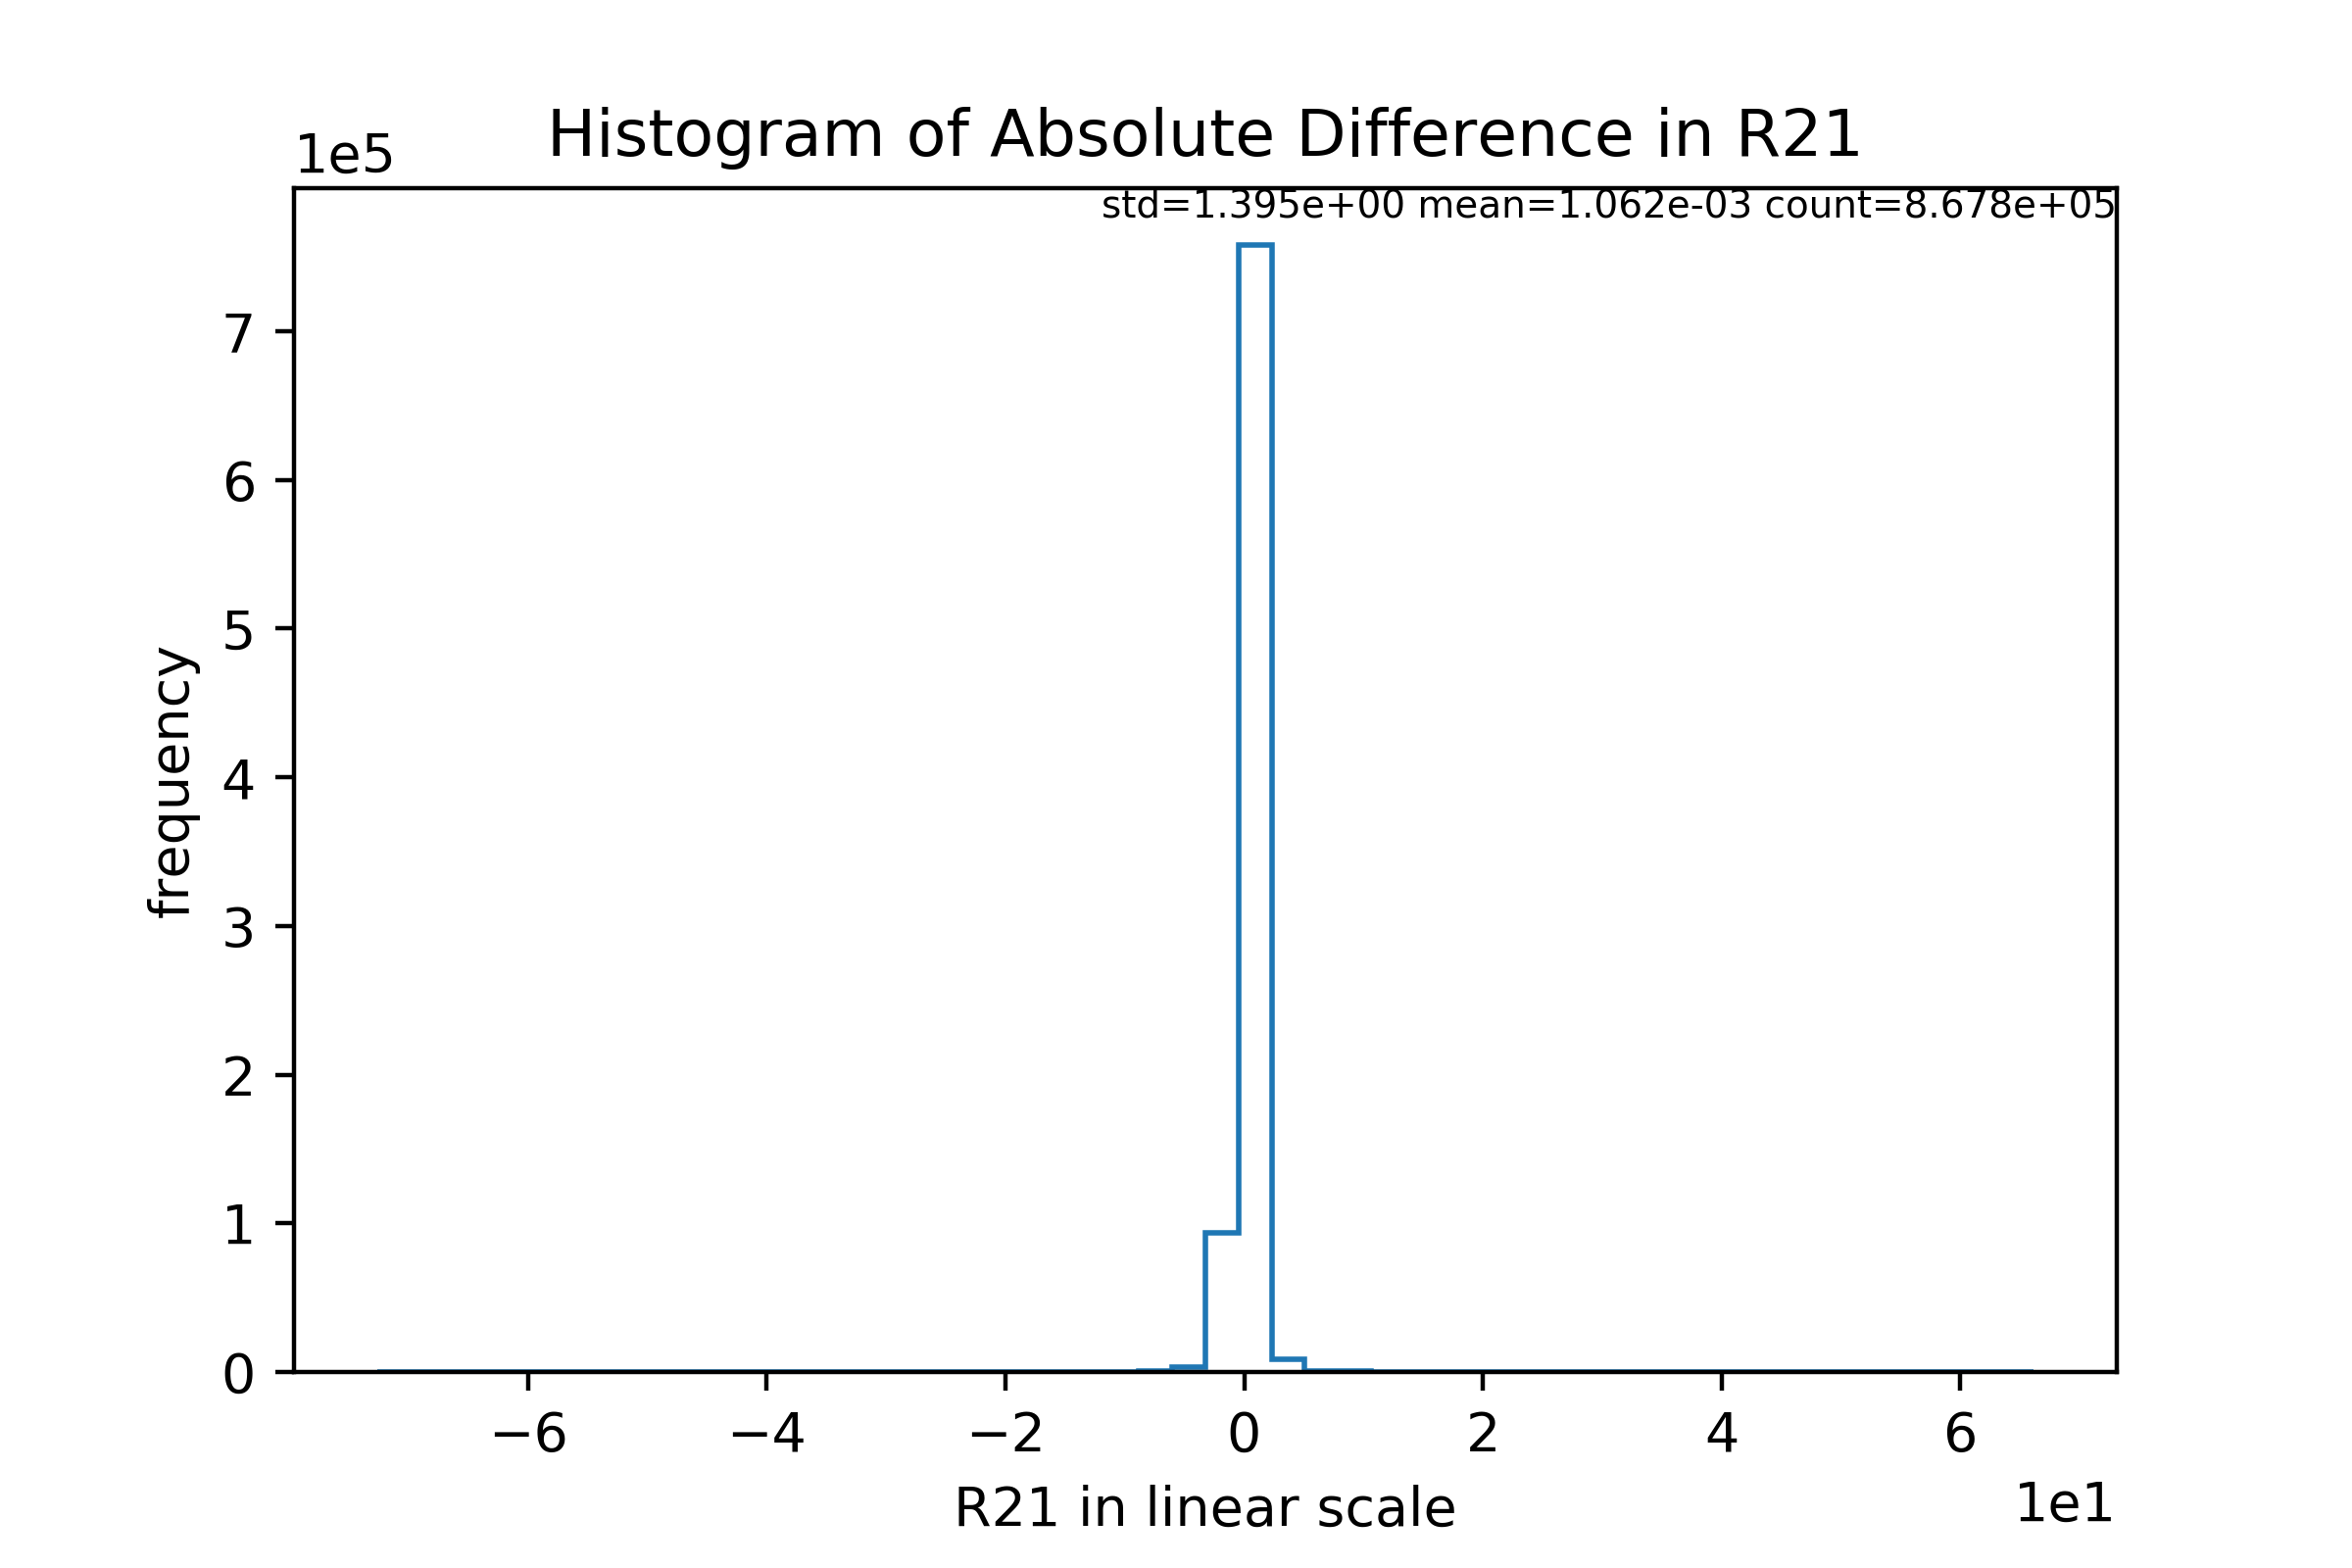 Histogram of Absolute Difference in R21
1e5
std=1.395e+00 mean=1.062e-03 count=8.678e+05
7
6
5
4
3
2
1
0
frequency
−6 −4 −2 0 2 4 6
1e1
R21 in linear scale